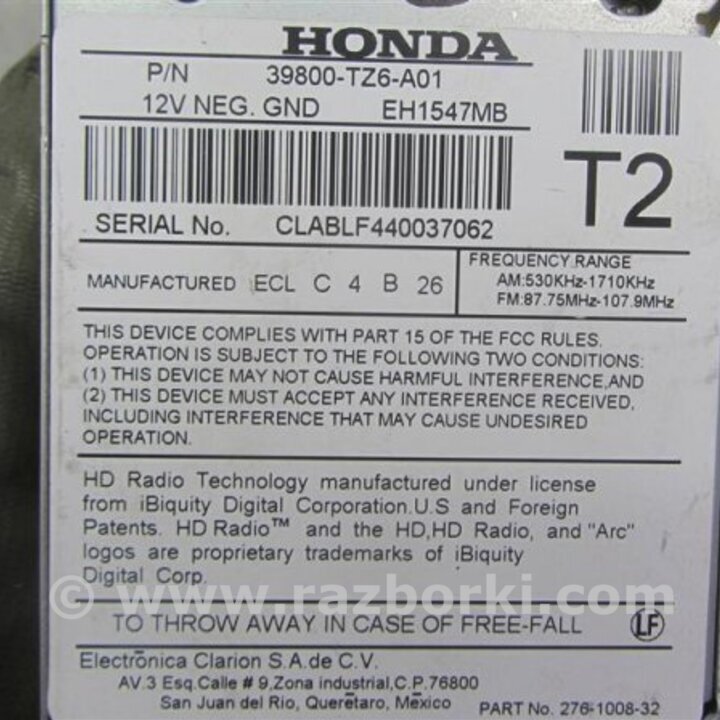 HONDA
P/N 39800-TZ6-A01
12V NEG. GND EH1547MB
T2
SERIAL No. CLABLF440037062
MANUFACTURED ECL C 4 B 26
FREQUENCY.RANGE
AM:530KHz-1710KHz
FM:87.75MHz-107.9MHz
THIS DEVICE COMPLIES WITH PART 15 OF THE FCC RULES.
OPERATION IS SUBJECT TO THE FOLLOWING TWO CONDITIONS:
(1) THIS DEVICE MAY NOT CAUSE HARMFUL INTERFERENCE,AND
(2) THIS DEVICE MUST ACCEPT ANY INTERFERENCE RECEIVED,
INCLUDING INTERFERENCE THAT MAY CAUSE UNDESIRED
OPERATION.
HD Radio Technology manufactured under license
from iBiquity Digital Corporation.U.S and Foreign
Patents. HD Radio™ and the HD,HD Radio, and "Arc"
logos are proprietary trademarks of iBiquity
Digital Corp.
© www.razborki.com
TO THROW AWAY IN CASE OF FREE-FALL LF
Electrónica Clarion S.A.de C.V.
AV.3 Esq.Calle # 9,Zona industrial,C.P.76800
San Juan del Rio, Querétaro, México
PART No. 276-1008-32